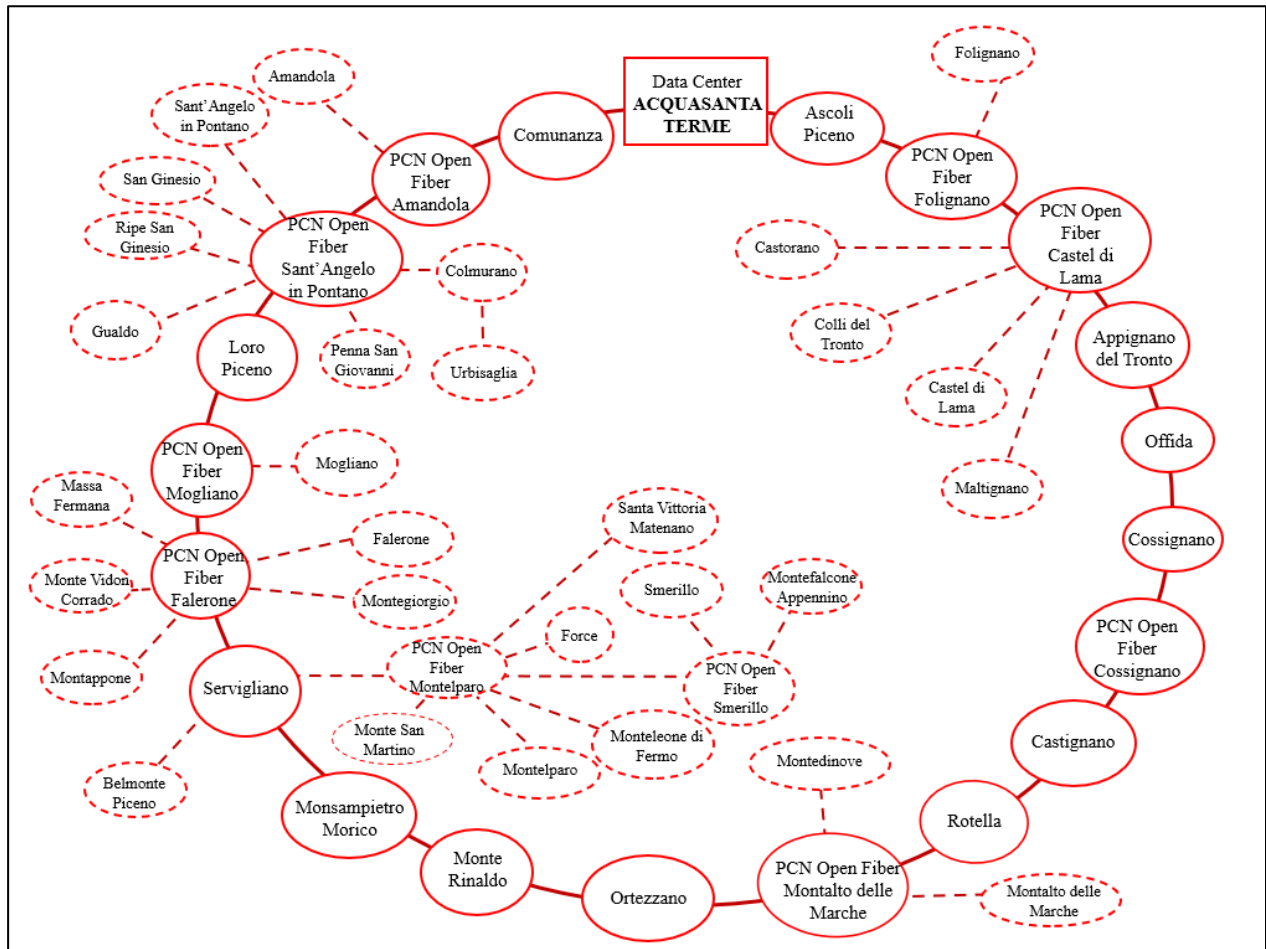 Folignano
Amandola
Data Center
ACQUASANTA
TERME
Sant'Angelo
in Pontano
Comunanza
Ascoli
Piceno
PCN Open
Fiber
Amandola
PCN Open
Fiber
Folignano
San Ginesio
PCN Open
Fiber
Castel di
Lama
Ripe San
Ginesio
PCN Open
Fiber
Sant'Angelo
in Pontano
Castorano
Colmurano
Gualdo
Colli del
Tronto
Appignano
del Tronto
Loro
Piceno
Penna San
Giovanni
Urbisaglia
Castel di
Lama
Offida
PCN Open
Fiber
Mogliano
Mogliano
Maltignano
Massa
Fermana
Santa Vittoria
Matenano
Falerone
Cossignano
PCN Open
Fiber
Falerone
Monte Vidon
Corrado
Montegiorgio
Smerillo
Montefalcone
Appennino
Force
PCN Open
Fiber
Cossignano
PCN Open
Fiber
Montelparo
Montappone
Servigliano
PCN Open
Fiber
Smerillo
Monte San
Martino
Monteleone di
Fermo
Castignano
Montelparo
Montedinove
Belmonte
Piceno
Monsampietro
Morico
Rotella
Monte
Rinaldo
PCN Open Fiber
Montalto delle
Marche
Ortezzano
Montalto delle
Marche